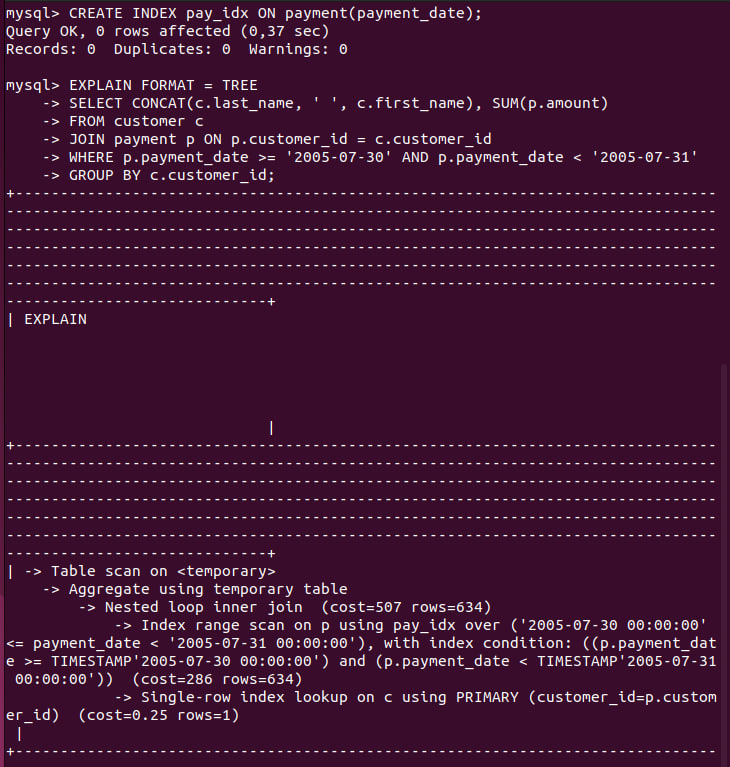 mysql> CREATE INDEX pay_idx ON payment(payment_date);
Query OK, 0 rows affected (0,37 sec)
Records: 0  Duplicates: 0  Warnings: 0

mysql> EXPLAIN FORMAT = TREE
    -> SELECT CONCAT(c.last_name, ' ', c.first_name), SUM(p.amount)
    -> FROM customer c
    -> JOIN payment p ON p.customer_id = c.customer_id
    -> WHERE p.payment_date >= '2005-07-30' AND p.payment_date < '2005-07-31'
    -> GROUP BY c.customer_id;
+------------------------------------------------------------------------------
-------------------------------------------------------------------------------
-------------------------------------------------------------------------------
-------------------------------------------------------------------------------
-------------------------------------------------------------------------------
-------------------------------------------------------------------------------
-----------------------------+
| EXPLAIN
                             |
+------------------------------------------------------------------------------
-------------------------------------------------------------------------------
-------------------------------------------------------------------------------
-------------------------------------------------------------------------------
-------------------------------------------------------------------------------
-------------------------------------------------------------------------------
-----------------------------+
| -> Table scan on <temporary>
    -> Aggregate using temporary table
        -> Nested loop inner join  (cost=507 rows=634)
            -> Index range scan on p using pay_idx over ('2005-07-30 00:00:00'
<= payment_date < '2005-07-31 00:00:00'), with index condition: ((p.payment_dat
e >= TIMESTAMP'2005-07-30 00:00:00') and (p.payment_date < TIMESTAMP'2005-07-31
 00:00:00'))  (cost=286 rows=634)
            -> Single-row index lookup on c using PRIMARY (customer_id=p.custom
er_id)  (cost=0.25 rows=1)
 |
+------------------------------------------------------------------------------